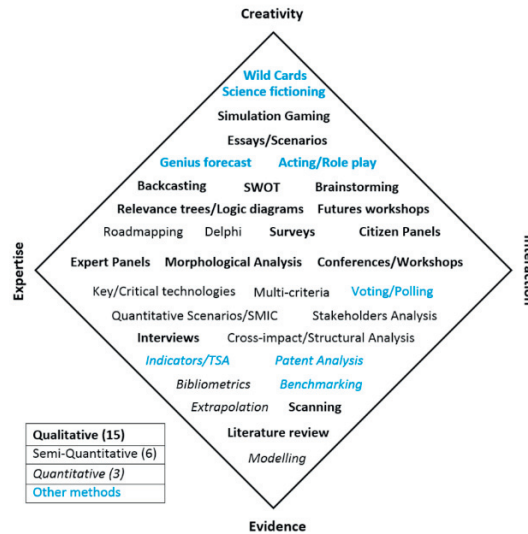 Creativity
Wild Cards
Science fictioning
Simulation Gaming
Essays/Scenarios
Genius forecast Acting/Role play
Backcasting SWOT Brainstorming
Relevance trees/Logic diagrams Futures workshops
Roadmapping Delphi Surveys Citizen Panels
Expertise
Interaction
Expert Panels Morphological Analysis Conferences/Workshops
Key/Critical technologies Multi-criteria Voting/Polling
Quantitative Scenarios/SMIC Stakeholders Analysis
Interviews Cross-impact/Structural Analysis
Indicators/TSA Patent Analysis
Bibliometrics Benchmarking
Extrapolation Scanning
Literature review
Modelling
Qualitative (15)
Semi-Quantitative (6)
Quantitative (3)
Other methods
Evidence